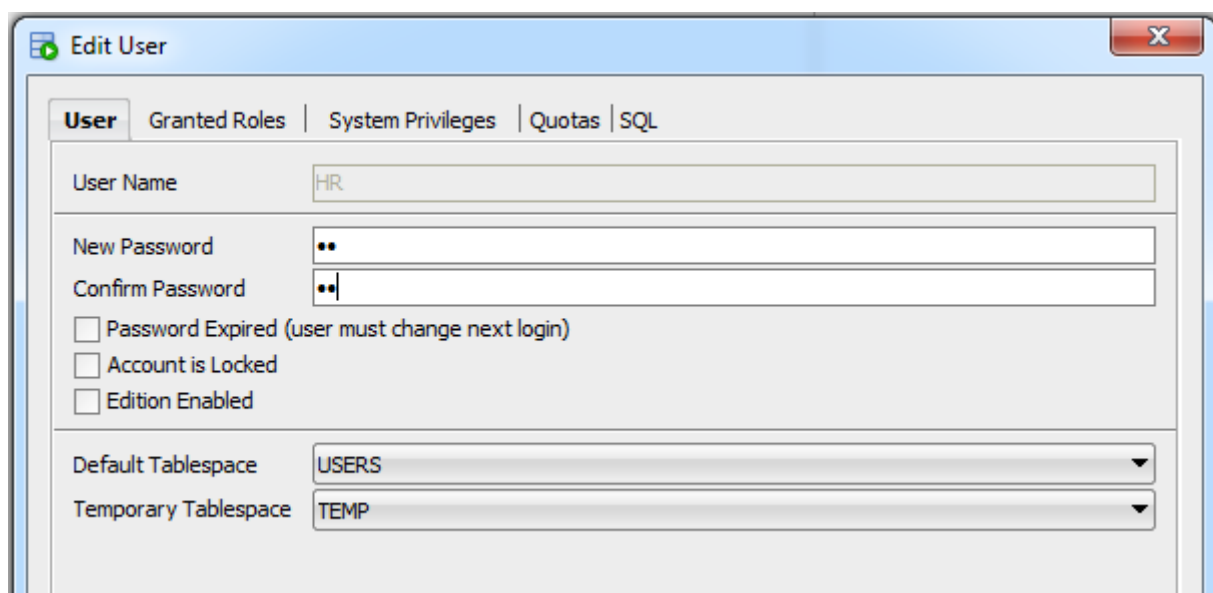 Edit User
User Granted Roles System Privileges Quotas SQL
User Name HR
New Password ••
Confirm Password ••
Password Expired (user must change next login)
Account is Locked
Edition Enabled
Default Tablespace USERS
Temporary Tablespace TEMP